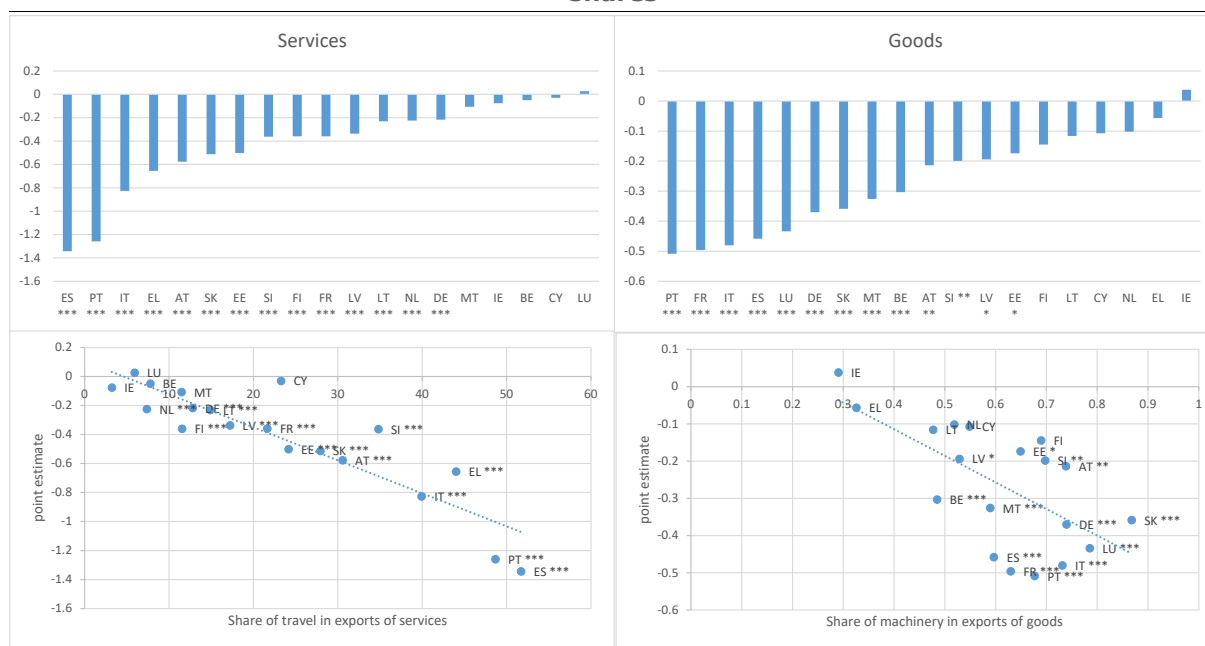 Services
0.2
0
-0.2
-0.4
-0.6
-0.8
-1
-1.2
-1.4
-1.6
ES PT IT EL AT SK EE SI FI FR LV LT NL DE MT IE BE CY LU
*** *** *** *** *** *** *** *** *** *** *** *** *** ***
Goods
0.1
0
-0.1
-0.2
-0.3
-0.4
-0.5
-0.6
PT FR IT ES LU DE SK MT BE AT SI ** LV EE FI LT CY NL EL IE
*** *** *** *** *** *** *** *** *** ** * *
0.2
0
-0.2
-0.4
-0.6
-0.8
-1
-1.2
-1.4
-1.6
0 10 20 30 40 50 60
point estimate
LU
IE
BE
MT
CY
NL ***
DE ***
LT ***
FI ***
LV ***
FR ***
SI ***
EE ***
SK ***
AT ***
EL ***
IT ***
PT ***
ES ***
Share of travel in exports of services
0.1
0
-0.1
-0.2
-0.3
-0.4
-0.5
-0.6
0 0.1 0.2 0.3 0.4 0.5 0.6 0.7 0.8 0.9 1
point estimate
IE
EL
LT
NL
CY
FI
EE *
LV *
SI **
AT **
BE ***
MT ***
DE ***
SK ***
LU ***
ES ***
FR ***
IT ***
PT ***
Share of machinery in exports of goods